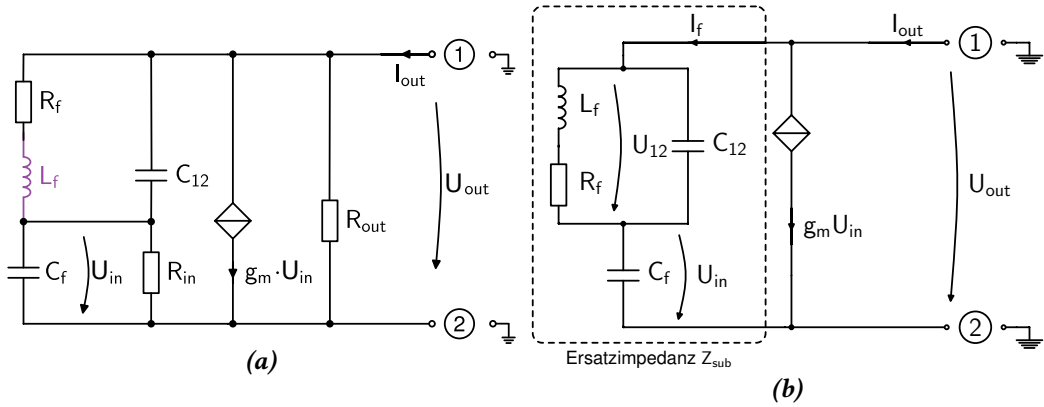 R_f
L_f
C_12
C_f
U_in
R_in
g_m·U_in
R_out
I_out
1
U_out
2
(a)
I_f
I_out
1
L_f
R_f
U_12
C_12
C_f
U_in
g_mU_in
U_out
2
Ersatzimpedanz Z_sub
(b)